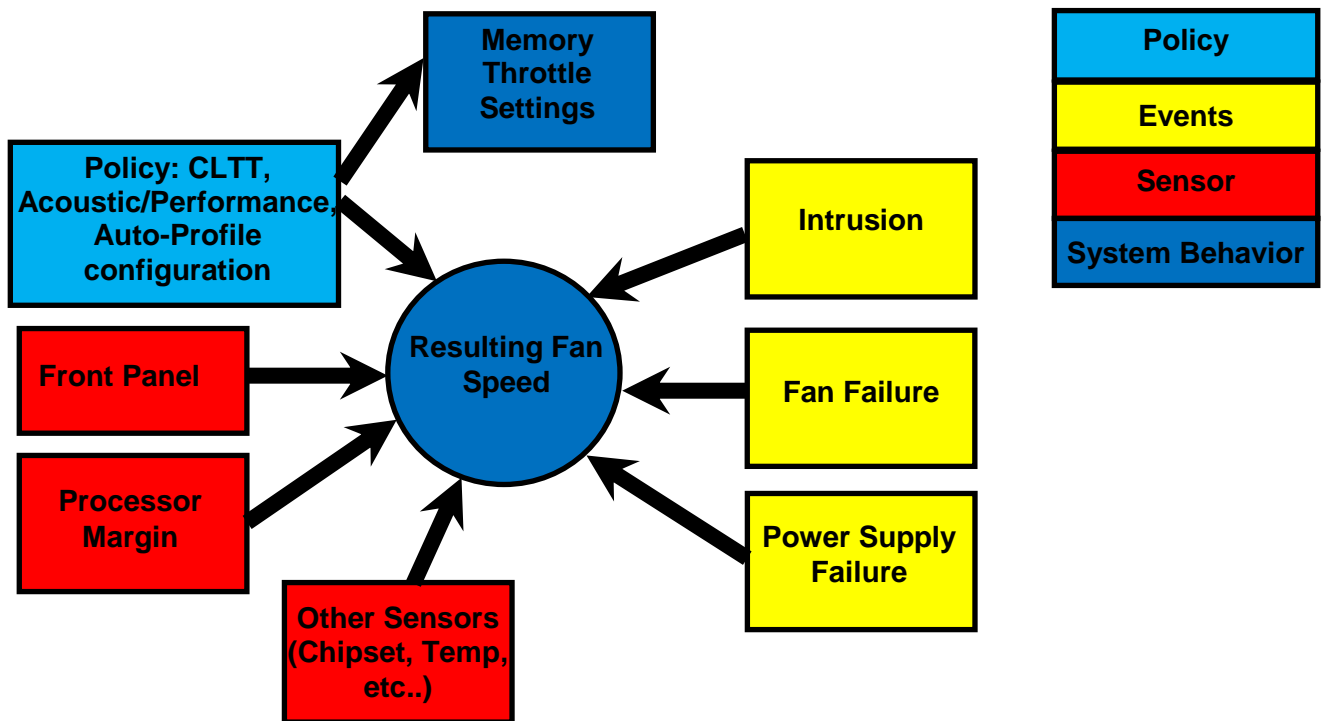 Memory
Throttle
Settings
Policy: CLTT,
Acoustic/Performance,
Auto-Profile
configuration
Intrusion
Resulting Fan
Speed
Front Panel
Fan Failure
Processor
Margin
Power Supply
Failure
Other Sensors
(Chipset, Temp,
etc..)
Policy
Events
Sensor
System Behavior